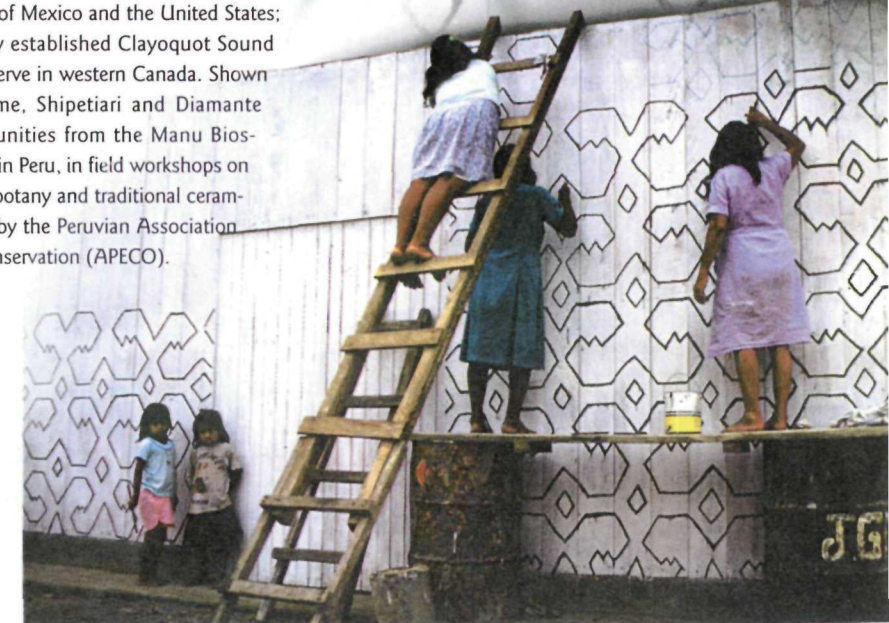 of Mexico and the United States;
established Clayoquot Sound
erve in western Canada. Shown
me, Shipetiari and Diamante
unities from the Manu Bios-
in Peru, in field workshops on
botany and traditional ceram-
by the Peruvian Association
nservation (APECO).
JG